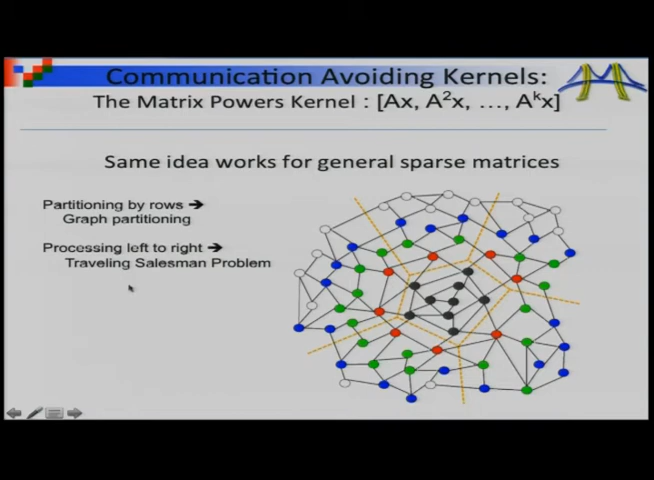 Communication Avoiding Kernels:
The Matrix Powers Kernel : [Ax, A²x, …, Aᵏx]
Same idea works for general sparse matrices
Partitioning by rows ➔
Graph partitioning
Processing left to right ➔
Traveling Salesman Problem